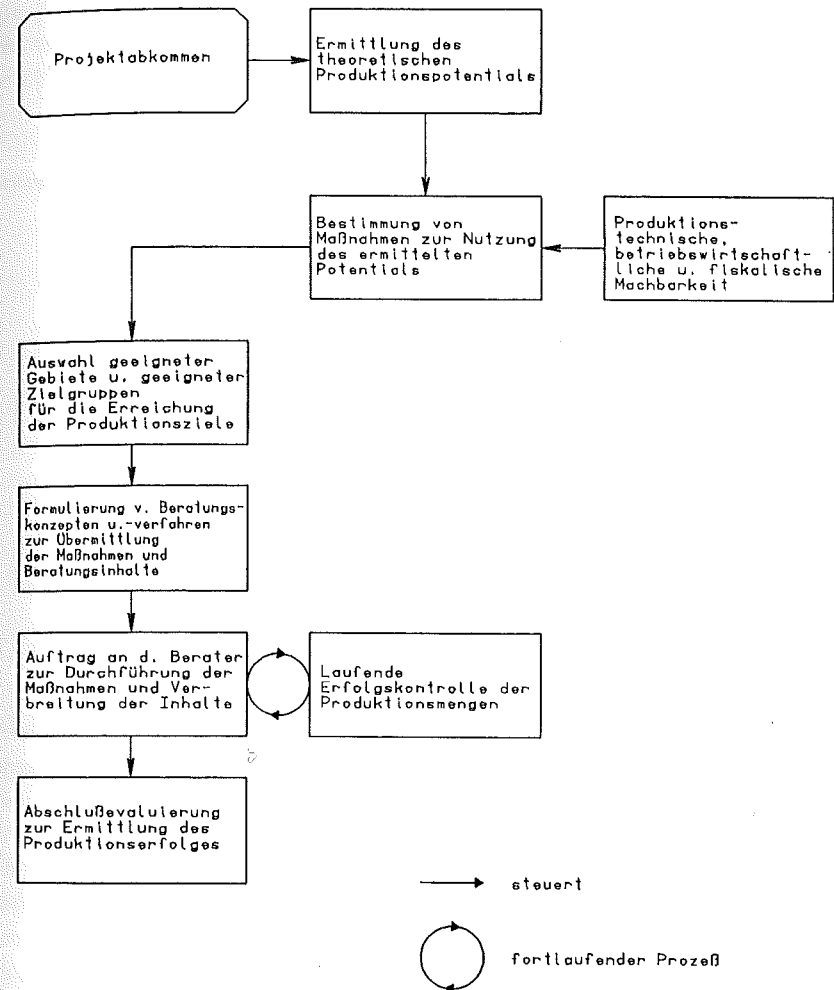 Projektabkommen
Ermittlung des
theoretischen
Produktionspotentials
Bestimmung von
Maßnahmen zur Nutzung
des ermittelten
Potentials
Produktions-
technische,
betriebswirtschaft-
liche u. fiskalische
Machbarkeit
Auswahl geeigneter
Gebiete u. geeigneter
Zielgruppen
für die Erreichung
der Produktionsziele
Formulierung v. Beratungs-
konzepten u.-verfahren
zur Übermittlung
der Maßnahmen und
Beratungsinhalte
Auftrag an d. Berater
zur Durchführung der
Maßnahmen und Ver-
breitung der Inhalte
Laufende
Erfolgskontrolle der
Produktionsmengen
Abschlußevaluierung
zur Ermittlung des
Produktionserfolges
steuert
fortlaufender Prozeß